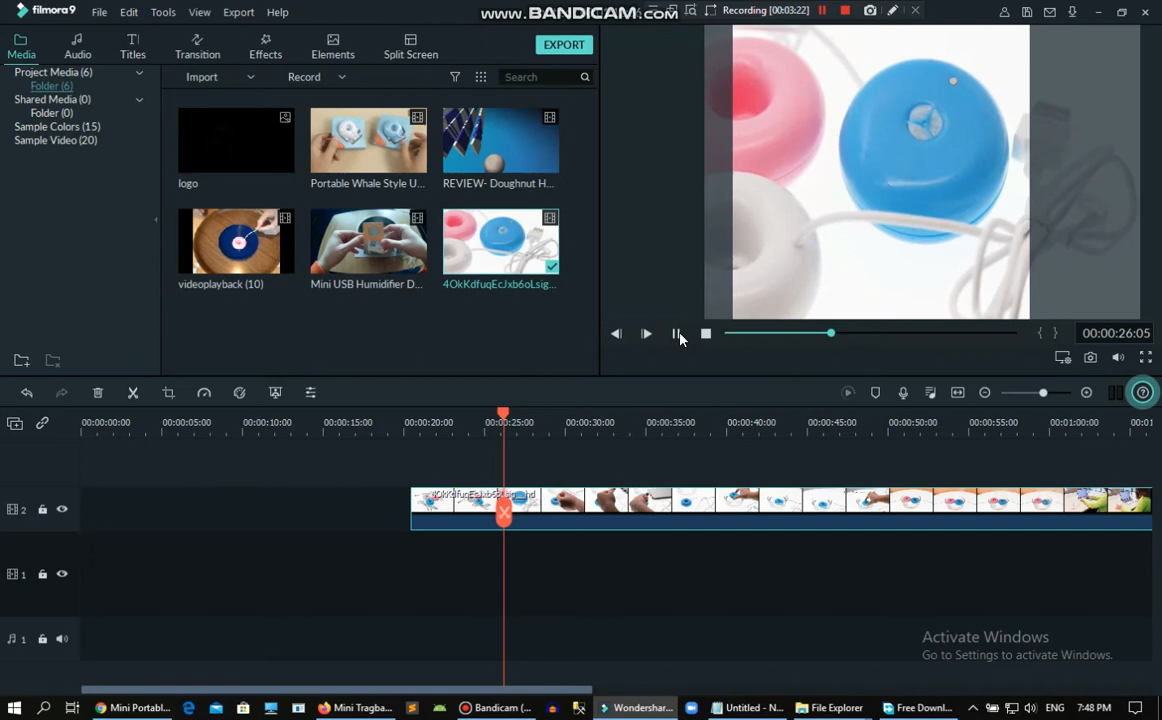 filmora9
File Edit Tools View Export Help
www.BANDICAM.com
Recording [00:03:22]
Media Audio Titles Transition Effects Elements Split Screen
EXPORT
Project Media (6)
Folder (6)
Shared Media (0)
Folder (0)
Sample Colors (15)
Sample Video (20)
Import Record Search
logo
Portable Whale Style U...
REVIEW- Doughnut H...
videoplayback (10)
Mini USB Humidifier D...
4OkKdfuqEcJxb6oLsig...
00:00:26:05
00:00:00:00 00:00:05:00 00:00:10:00 00:00:15:00 00:00:20:00 00:00:25:00 00:00:30:00 00:00:35:00 00:00:40:00 00:00:45:00 00:00:50:00 00:00:55:00 00:01:00:00 00:01
2
1
1
Activate Windows
Go to Settings to activate Windows.
Mini Portabl...
Mini Tragba...
Bandicam (...
Wondershar...
Untitled - N...
File Explorer
Free Downl...
ENG
7:48 PM